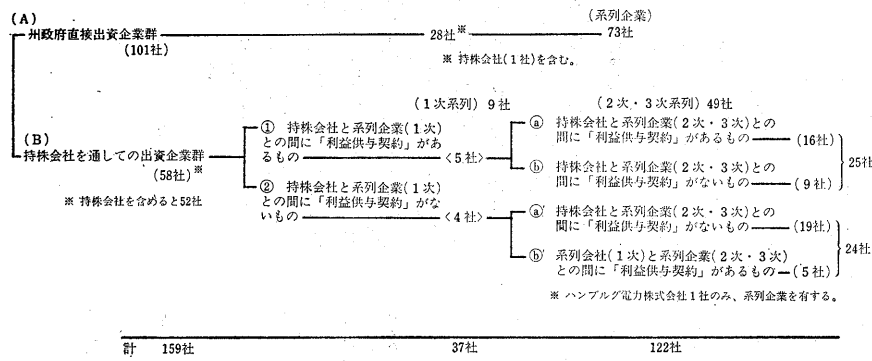 (A)
州政府直接出資企業群
(101社)
28社※
(系列企業)
73社
※ 持株会社(1社)を含む。
(B)
持株会社を通しての出資企業群
(58社)※
※ 持株会社を含めると52社
(1次系列) 9社
① 持株会社と系列企業(1次)
との間に「利益供与契約」があ
るもの
〈5社〉
② 持株会社と系列企業(1次)
との間に「利益供与契約」がな
いもの
〈4社〉
(2次・3次系列) 49社
ⓐ 持株会社と系列企業(2次・3次)との
間に「利益供与契約」があるもの
(16社)
ⓑ 持株会社と系列企業(2次・3次)との
間に「利益供与契約」がないもの
(9社)
25社
ⓐ′ 持株会社と系列企業(2次・3次)との
間に「利益供与契約」がないもの
(19社)
ⓑ′ 系列会社(1次)と系列企業(2次・3次)
との間に「利益供与契約」があるもの
(5社)
24社
※ ハンブルグ電力株式会社1社のみ、系列企業を有する。
計 159社 37社 122社